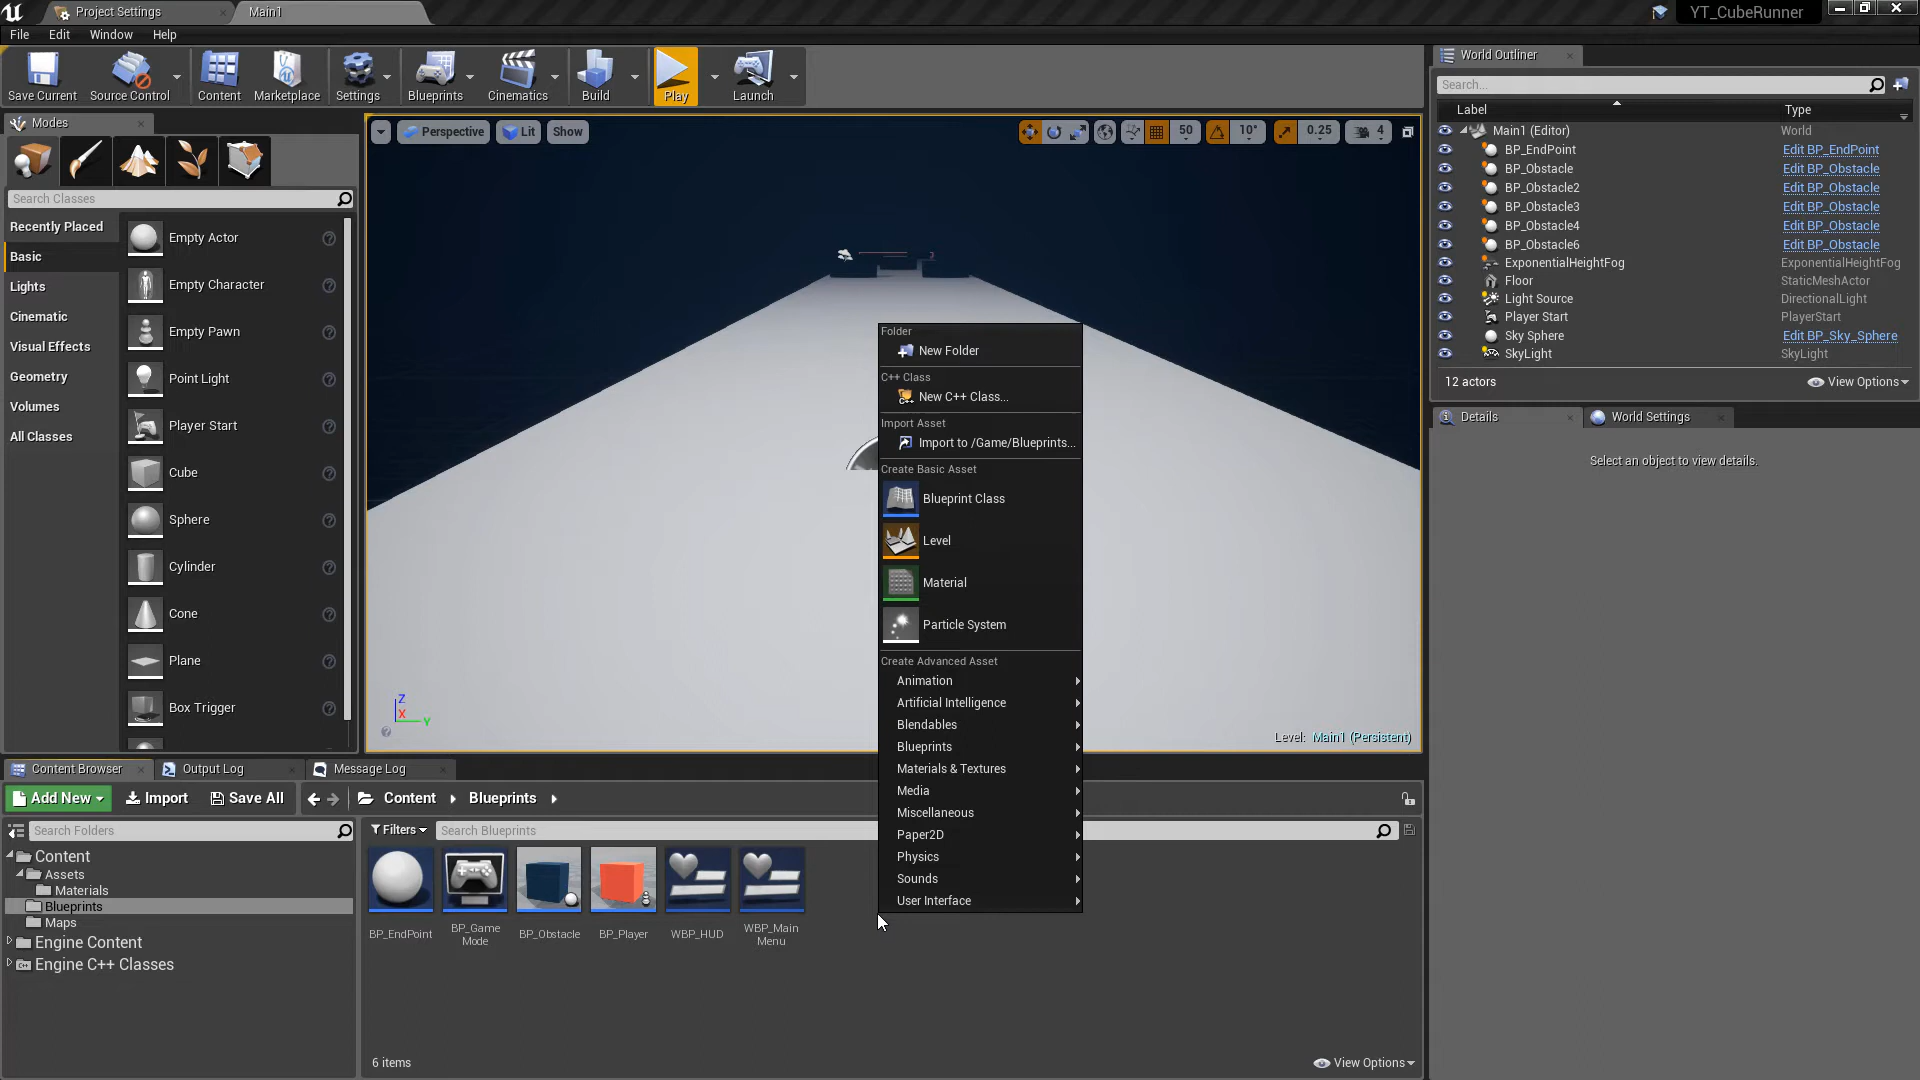 Project Settings
Main1
YT_CubeRunner
File
Edit
Window
Help
Save Current
Source Control
Content
Marketplace
Settings
Blueprints
Cinematics
Build
Play
Launch
Modes
Search Classes
Recently Placed
Basic
Lights
Cinematic
Visual Effects
Geometry
Volumes
All Classes
Empty Actor
Empty Character
Empty Pawn
Point Light
Player Start
Cube
Sphere
Cylinder
Cone
Plane
Box Trigger
Perspective
Lit
Show
50
10°
0.25
4
Z
X
Y
Level: Main1 (Persistent)
Folder
New Folder
C++ Class
New C++ Class...
Import Asset
Import to /Game/Blueprints...
Create Basic Asset
Blueprint Class
Level
Material
Particle System
Create Advanced Asset
Animation
Artificial Intelligence
Blendables
Blueprints
Materials & Textures
Media
Miscellaneous
Paper2D
Physics
Sounds
User Interface
World Outliner
Search...
Label
Type
Main1 (Editor) World
BP_EndPoint Edit BP_EndPoint
BP_Obstacle Edit BP_Obstacle
BP_Obstacle2 Edit BP_Obstacle
BP_Obstacle3 Edit BP_Obstacle
BP_Obstacle4 Edit BP_Obstacle
BP_Obstacle6 Edit BP_Obstacle
ExponentialHeightFog ExponentialHeightFog
Floor StaticMeshActor
Light Source DirectionalLight
Player Start PlayerStart
Sky Sphere Edit BP_Sky_Sphere
SkyLight SkyLight
12 actors
View Options
Details
World Settings
Select an object to view details.
Content Browser
Output Log
Message Log
Add New
Import
Save All
Content
Blueprints
Search Folders
Filters
Search Blueprints
Content
Assets
Materials
Blueprints
Maps
Engine Content
Engine C++ Classes
BP_EndPoint
BP_Game
Mode
BP_Obstacle
BP_Player
WBP_HUD
WBP_Main
Menu
6 items
View Options